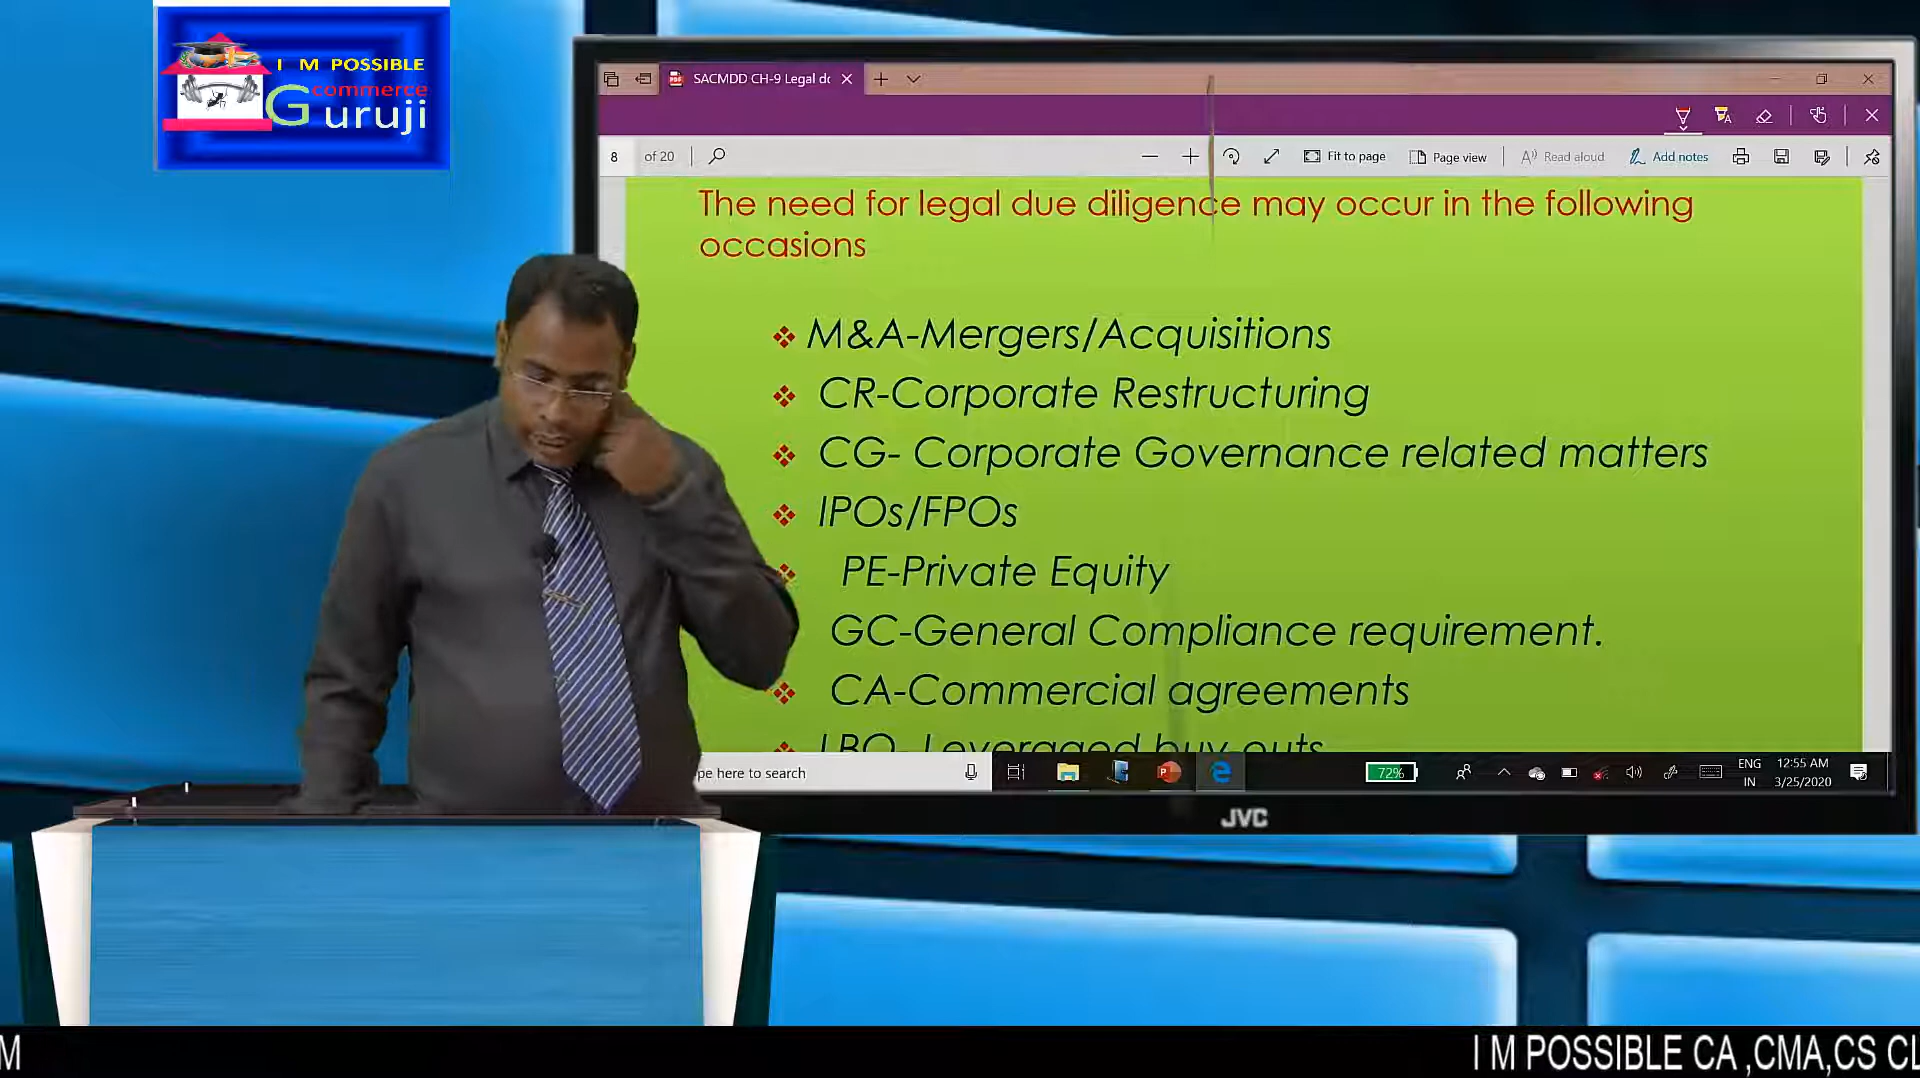 I M POSSIBLE
commerce
Guruji
SACMDD CH-9 Legal dc
8 of 20
Fit to page
Page view
Read aloud
Add notes
The need for legal due diligence may occur in the following
occasions
M&A-Mergers/Acquisitions
CR-Corporate Restructuring
CG- Corporate Governance related matters
IPOs/FPOs
PE-Private Equity
GC-General Compliance requirement.
CA-Commercial agreements
LBO- Leveraged buy-outs
pe here to search
72%
ENG
IN
12:55 AM
3/25/2020
JVC
M
I M POSSIBLE CA ,CMA,CS CL